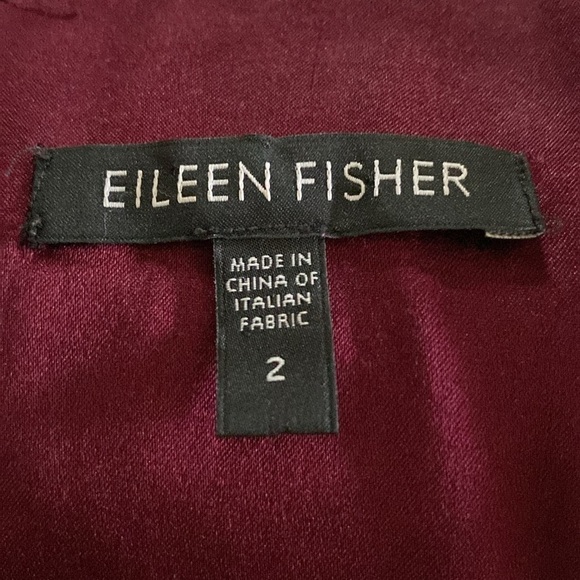 EILEEN FISHER
MADE IN
CHINA OF
ITALIAN
FABRIC
2